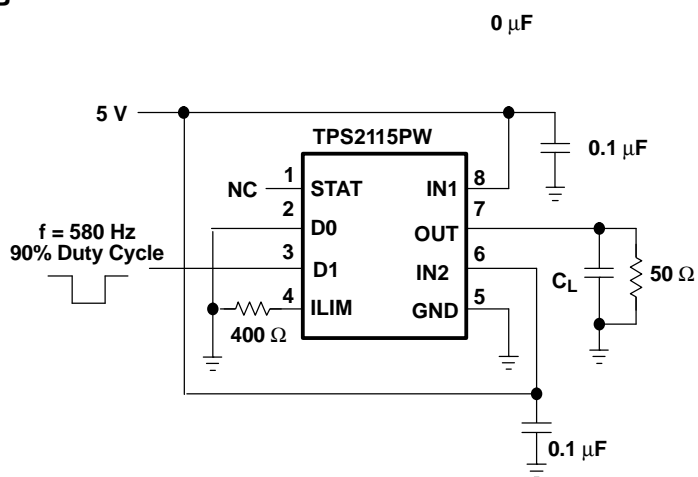 0 µF
5 V
TPS2115PW
0.1 µF
NC
1
STAT
IN1
8
2
D0
OUT
7
f = 580 Hz
90% Duty Cycle
3
D1
IN2
6
CL
50 Ω
4
ILIM
GND
5
400 Ω
0.1 µF